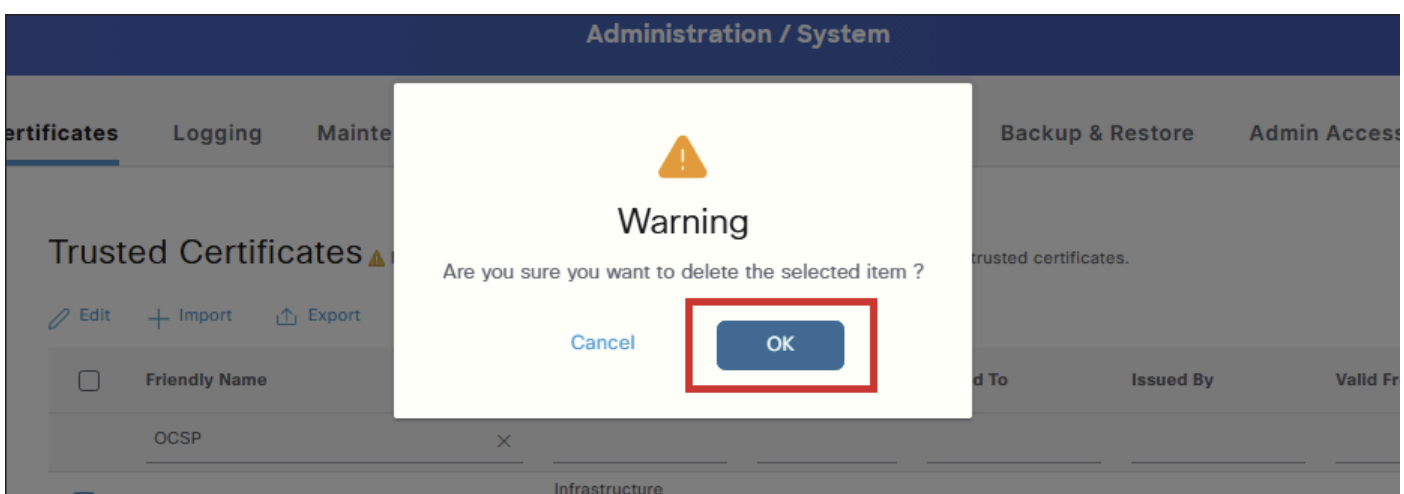 Administration / System
ertificates Logging Mainte Backup & Restore Admin Access
Warning
Trusted Certificates trusted certificates.
Are you sure you want to delete the selected item ?
Edit Import Export
Cancel OK
Friendly Name d To Issued By Valid Fr
OCSP
Infrastructure